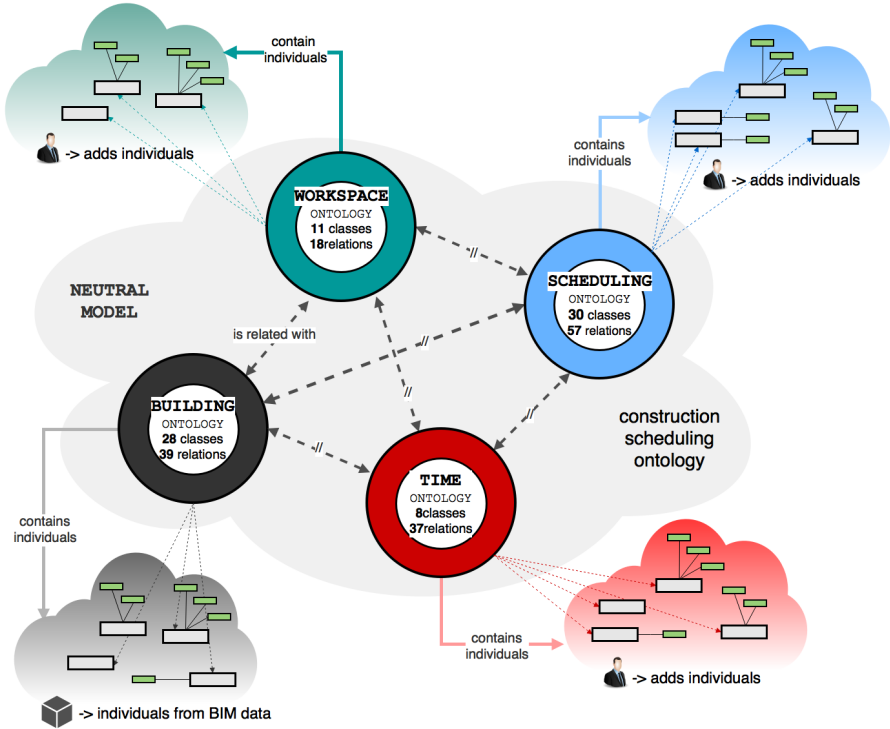 contain
individuals
-> adds individuals
contains
individuals
-> adds individuals
WORKSPACE
ONTOLOGY
11 classes
18relations
//
NEUTRAL
MODEL
SCHEDULING
ONTOLOGY
30 classes
57 relations
is related with
//
//
BUILDING
ONTOLOGY
28 classes
39 relations
//
//
construction
scheduling
ontology
TIME
ONTOLOGY
8classes
37relations
contains
individuals
contains
individuals
-> adds individuals
-> individuals from BIM data